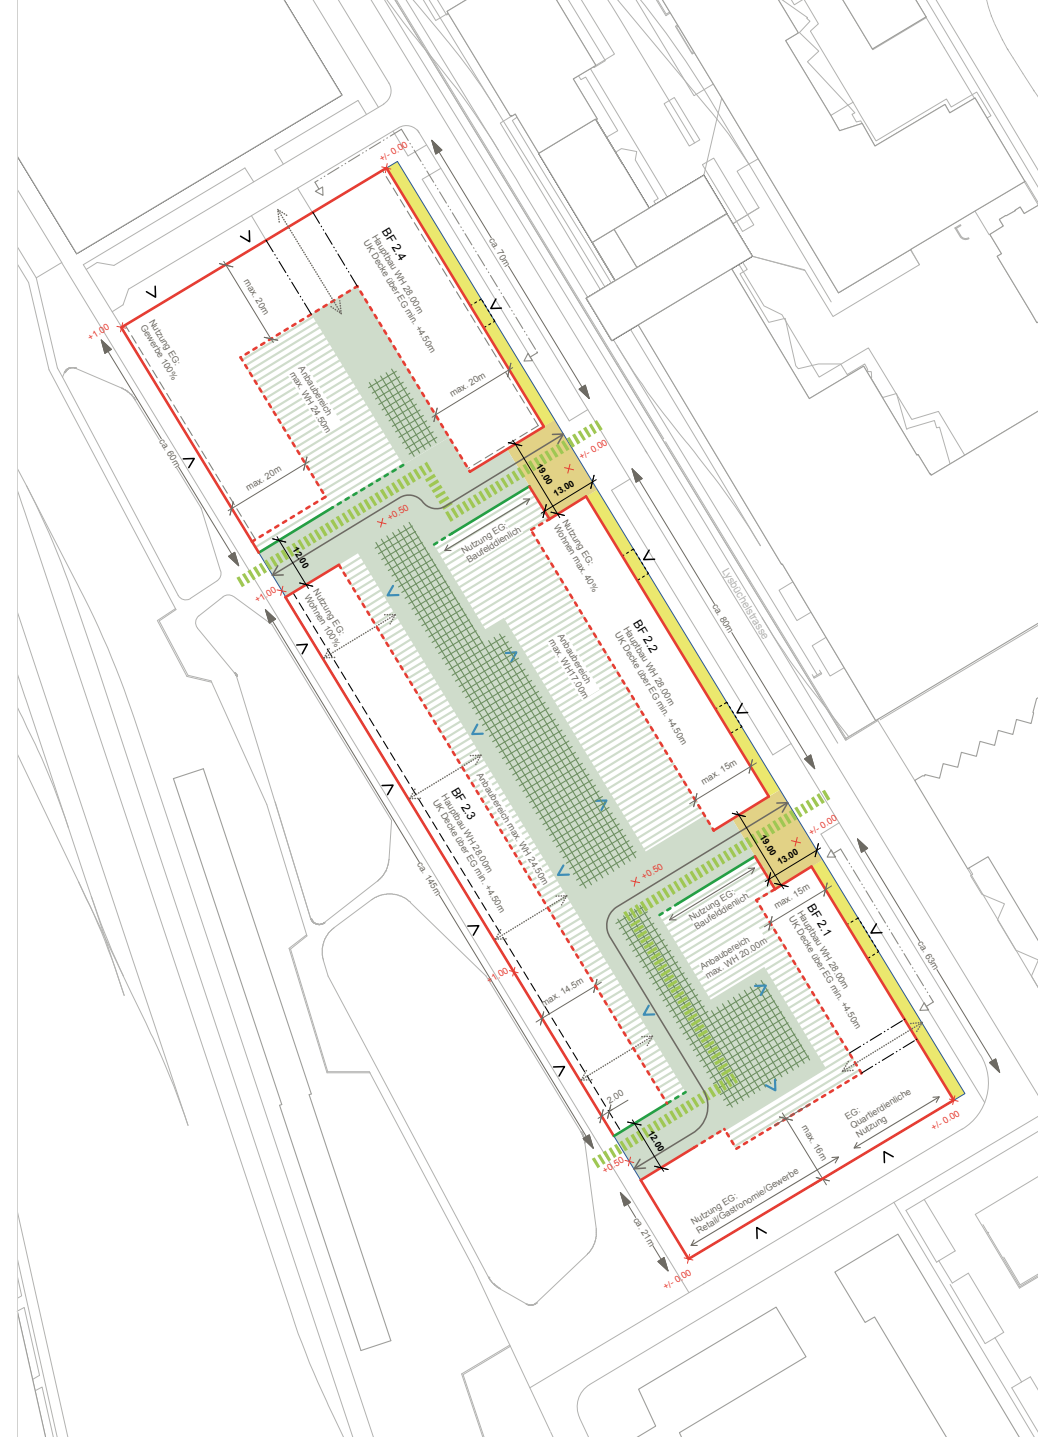 +/- 0.00
ca. 70m
BF 2.4
Hauptbau WH 28.00m
UK Decke über EG min. +4.50m
max. 20m
+1.00
Nutzung EG:
Gewerbe 100%
Anbaubereich
max. WH 24.50m
max. 20m
ca. 60m
max. 20m
+/- 0.00
19.00
13.00
+0.50
Nutzung EG:
Baufelddienlich
12.00
Nutzung EG:
Wohnen max. 40%
+1.00
Nutzung EG:
Wohnen 100%
Lysbüchelstrasse
ca. 80m
BF 2.2
Hauptbau WH 28.00m
UK Decke über EG min. +4.50m
Anbaubereich
max. WH17.00m
max. 15m
BF 2.3
Hauptbau WH 28.00m
UK Decke über EG min. +4.50m
Anbaubereich max. WH 24.50m
ca. 145m
+/- 0.00
19.00
13.00
+0.50
Nutzung EG:
Baufelddienlich
max. 15m
BF 2.1
Hauptbau WH 28.00m
UK Decke über EG min. +4.50m
Anbaubereich
max. WH 20.00m
ca. 63m
+1.00
max. 14.5m
2.00
12.00
+0.50
EG:
Quartierdienliche
Nutzung
+/- 0.00
max. 16m
Nutzung EG:
Retail/Gastronomie/Gewerbe
ca. 21m
+/- 0.00